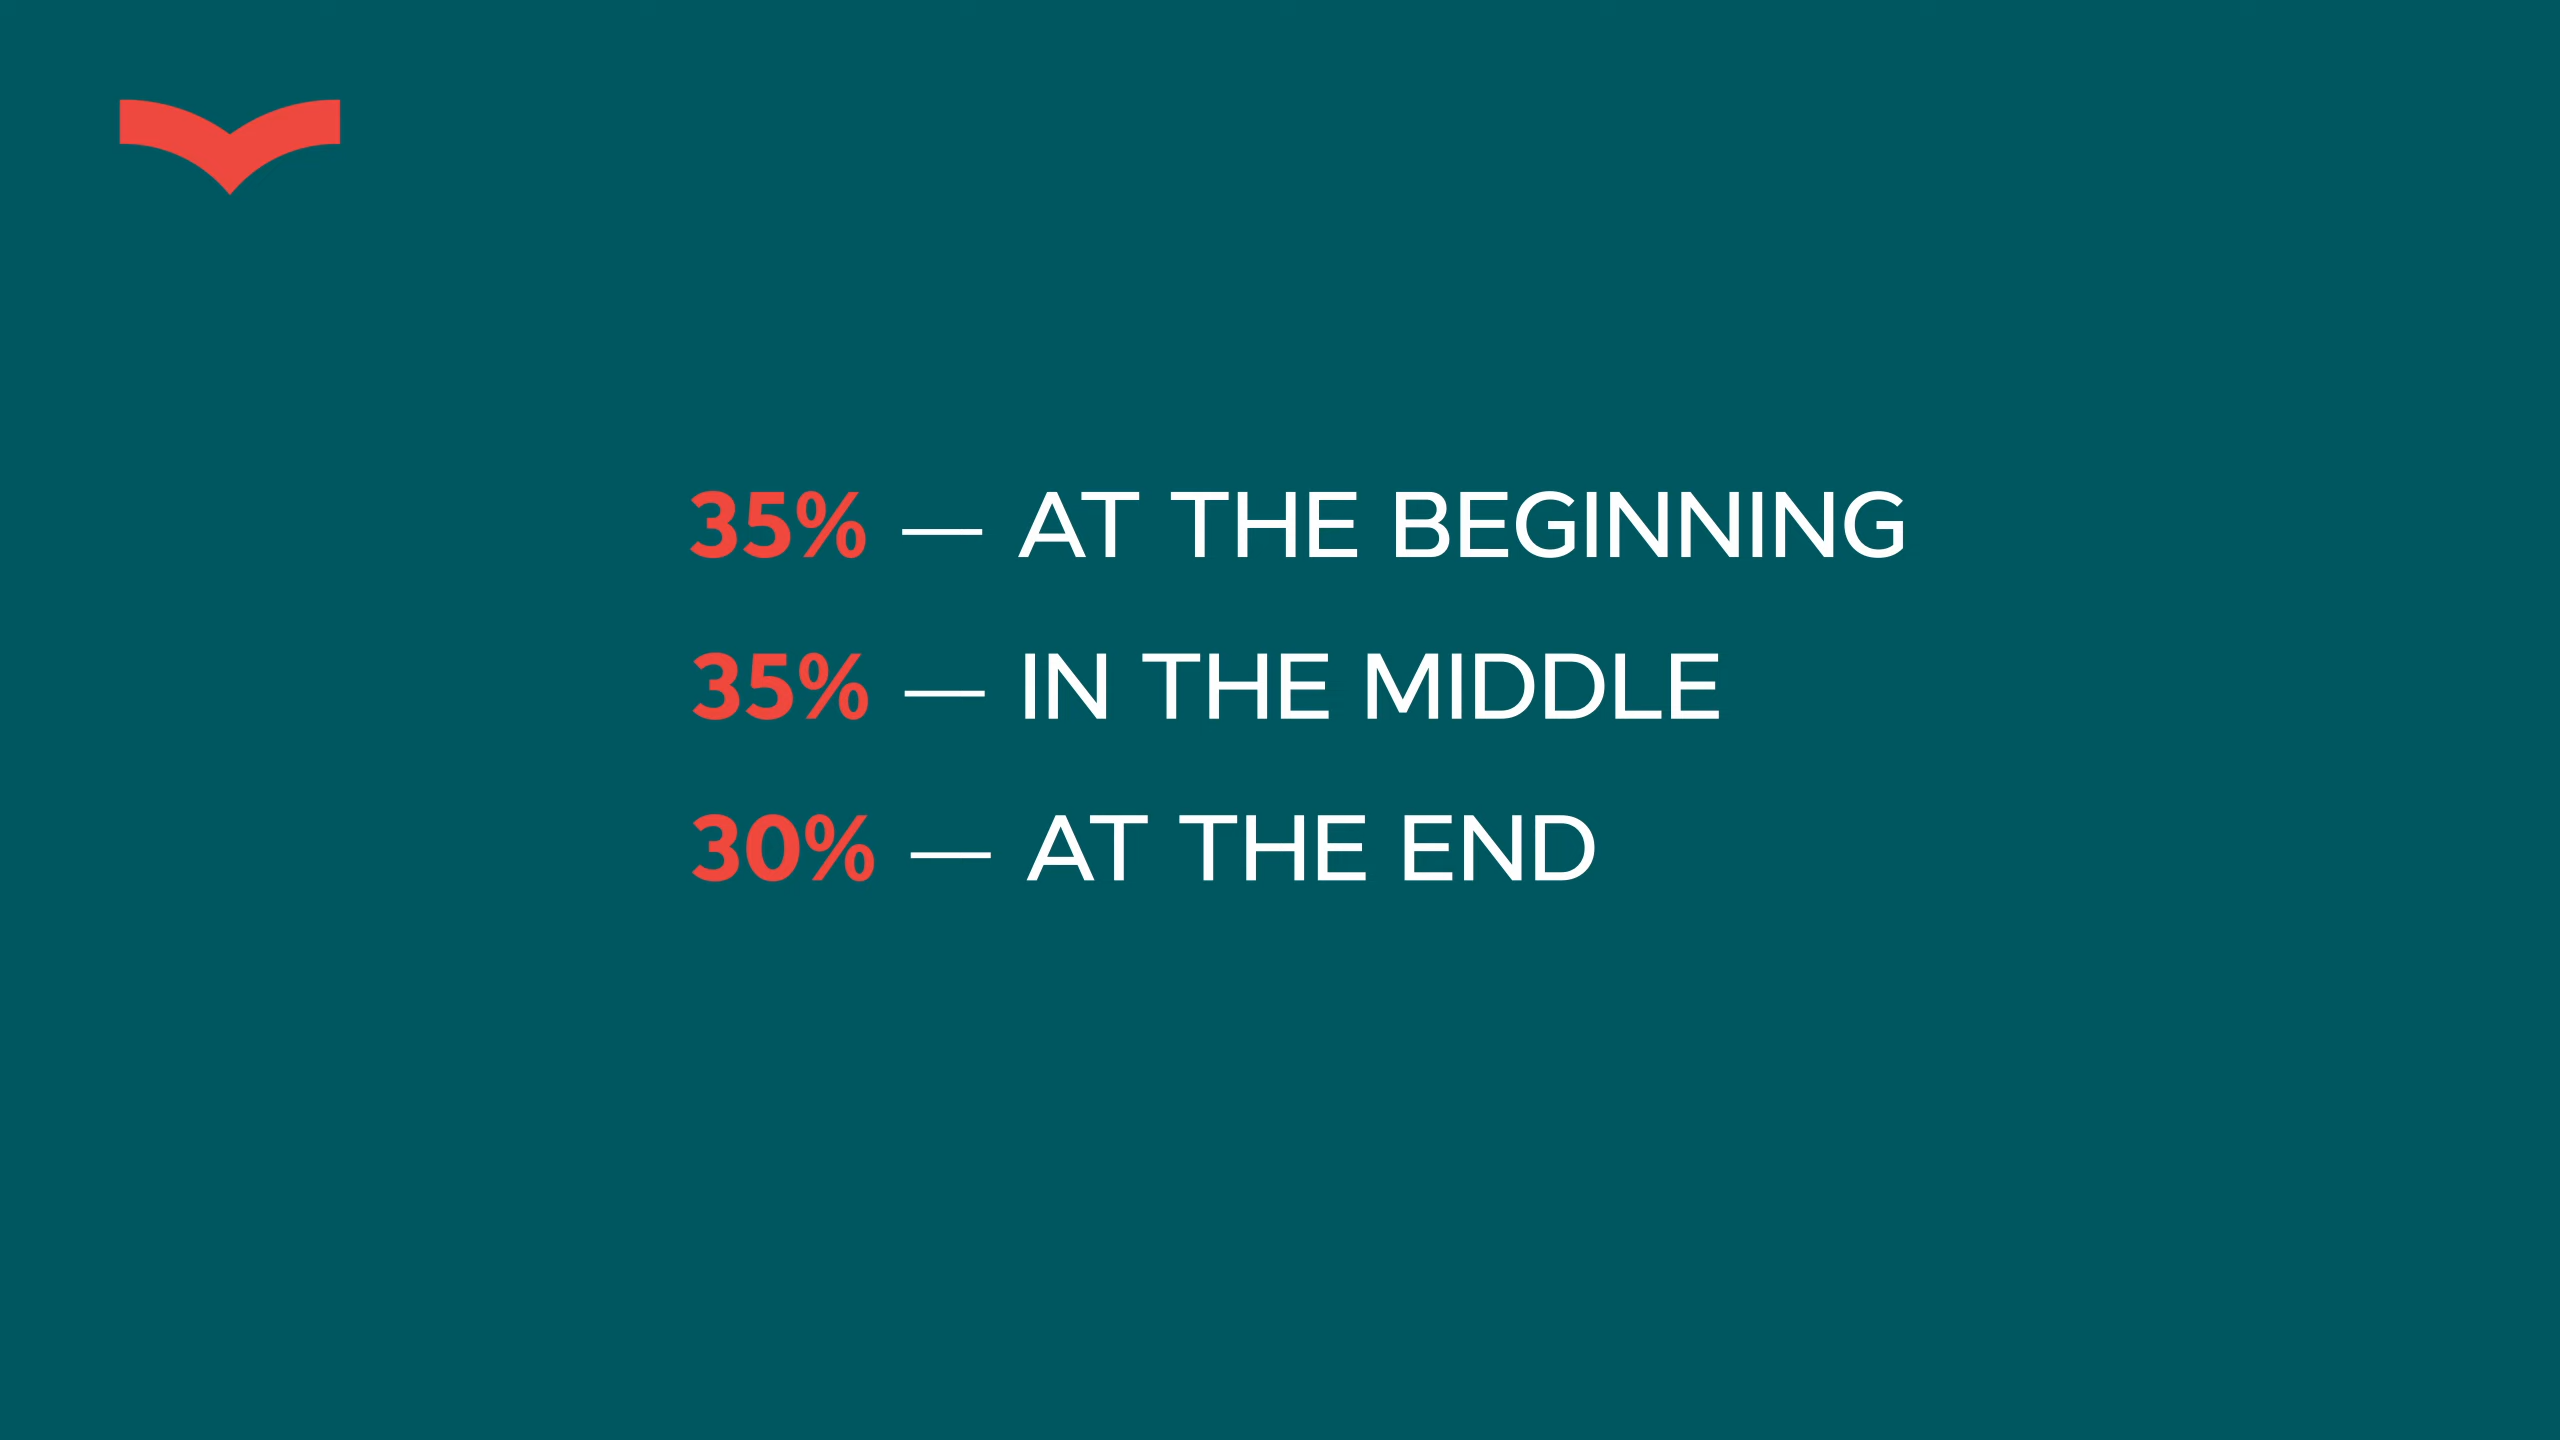 35% — AT THE BEGINNING
35% — IN THE MIDDLE
30% — AT THE END